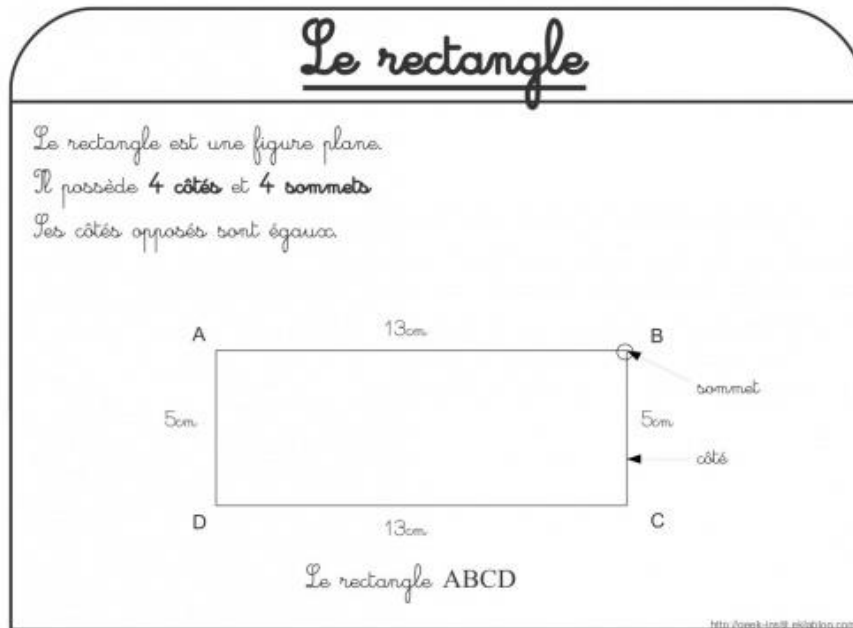 Le rectangle
Le rectangle est une figure plane.
Il possède 4 côtés et 4 sommets
Ses côtés opposés sont égaux.
A
13cm
B
sommet
5cm
5cm
côté
D
13cm
C
Le rectangle ABCD